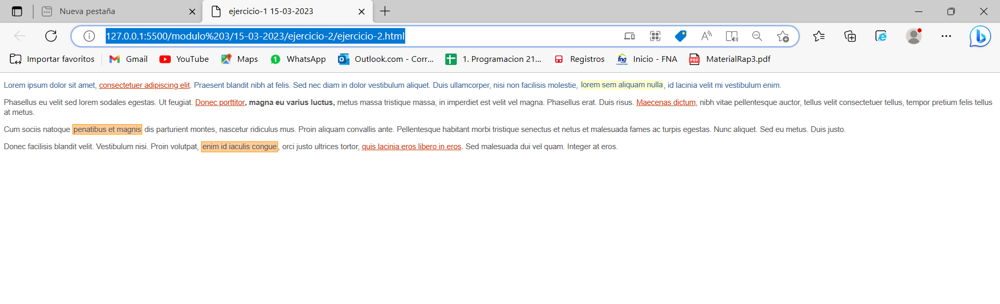 Nueva pestaña
ejercicio-1 15-03-2023
127.0.0.1:5500/modulo%203/15-03-2023/ejercicio-2/ejercicio-2.html
Importar favoritos Gmail YouTube Maps 1 WhatsApp Outlook.com - Corr... 1. Programacion 21... Registros fna Inicio - FNA PDF MaterialRap3.pdf
Lorem ipsum dolor sit amet, consectetuer adipiscing elit. Praesent blandit nibh at felis. Sed nec diam in dolor vestibulum aliquet. Duis ullamcorper, nisi non facilisis molestie, lorem sem aliquam nulla, id lacinia velit mi vestibulum enim.
Phasellus eu velit sed lorem sodales egestas. Ut feugiat. Donec porttitor, magna eu varius luctus, metus massa tristique massa, in imperdiet est velit vel magna. Phasellus erat. Duis risus. Maecenas dictum, nibh vitae pellentesque auctor, tellus velit consectetuer tellus, tempor pretium felis tellus
at metus.
Cum sociis natoque penatibus et magnis dis parturient montes, nascetur ridiculus mus. Proin aliquam convallis ante. Pellentesque habitant morbi tristique senectus et netus et malesuada fames ac turpis egestas. Nunc aliquet. Sed eu metus. Duis justo.
Donec facilisis blandit velit. Vestibulum nisi. Proin volutpat, enim id iaculis congue, orci justo ultrices tortor, quis lacinia eros libero in eros. Sed malesuada dui vel quam. Integer at eros.